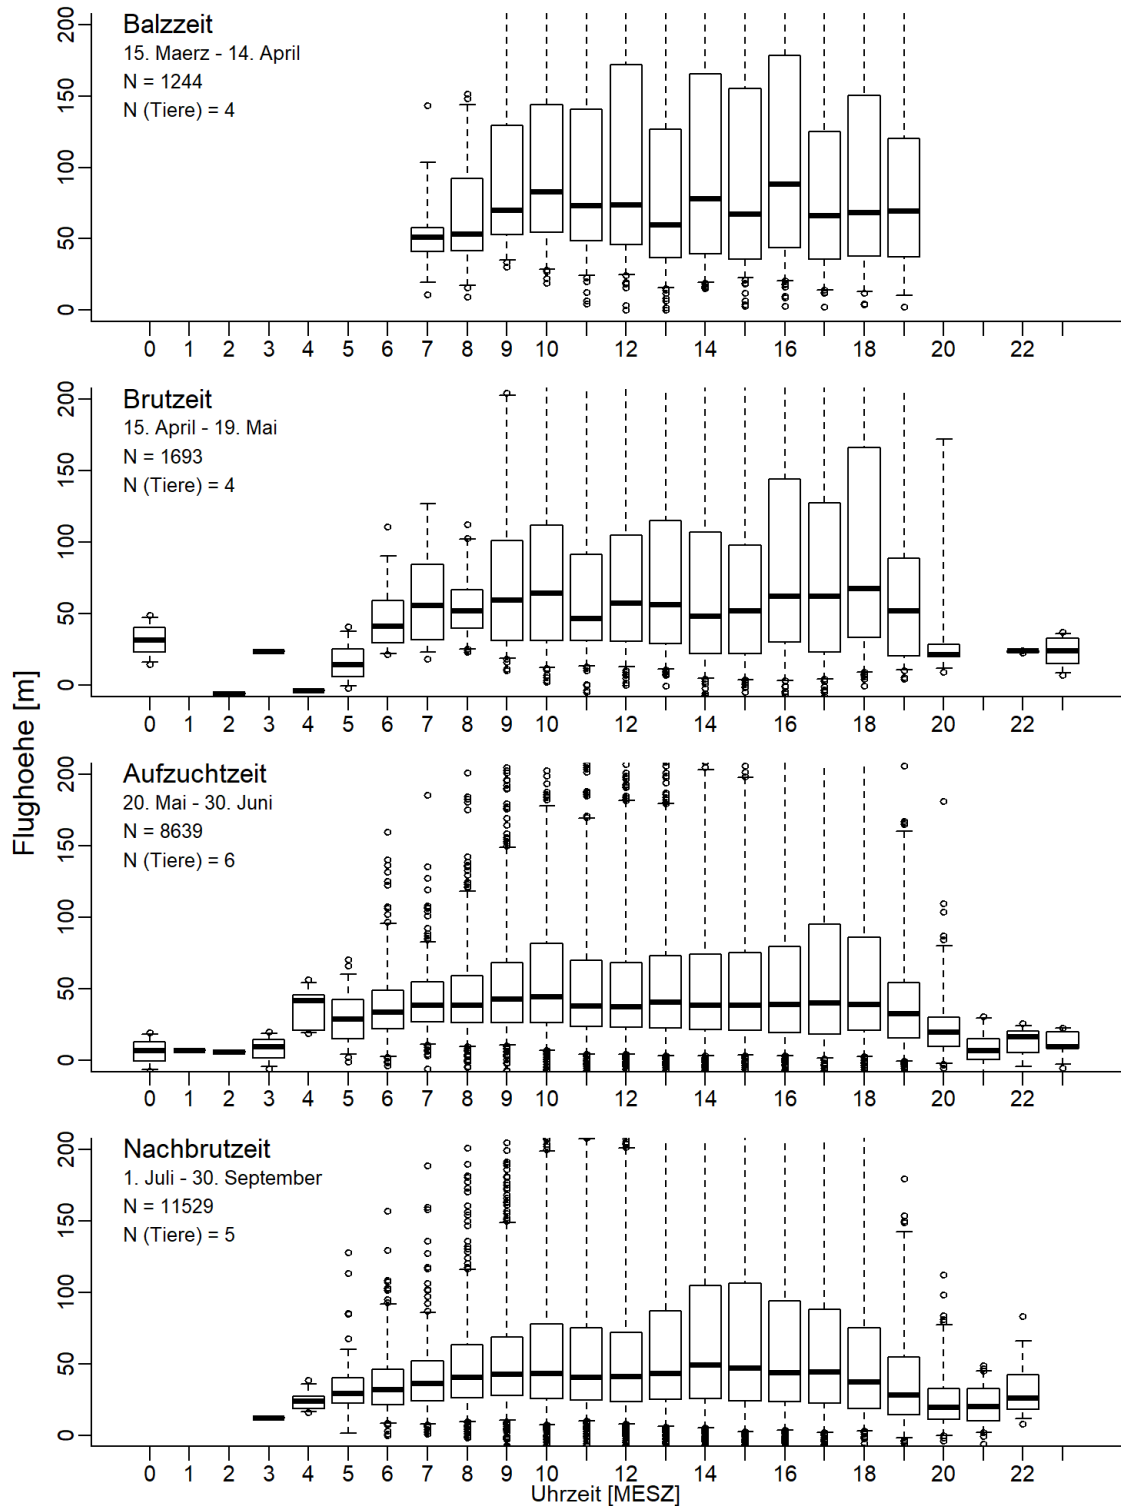 Balzzeit
15. Maerz - 14. April
N = 1244
N (Tiere) = 4
200
150
100
50
0
0 1 2 3 4 5 6 7 8 9 10 12 14 16 18 20 22
Brutzeit
15. April - 19. Mai
N = 1693
N (Tiere) = 4
200
150
100
50
0
0 1 2 3 4 5 6 7 8 9 10 12 14 16 18 20 22
Flughoehe [m]
Aufzuchtzeit
20. Mai - 30. Juni
N = 8639
N (Tiere) = 6
200
150
100
50
0
0 1 2 3 4 5 6 7 8 9 10 12 14 16 18 20 22
Nachbrutzeit
1. Juli - 30. September
N = 11529
N (Tiere) = 5
200
150
100
50
0
0 1 2 3 4 5 6 7 8 9 10 12 14 16 18 20 22
Uhrzeit [MESZ]